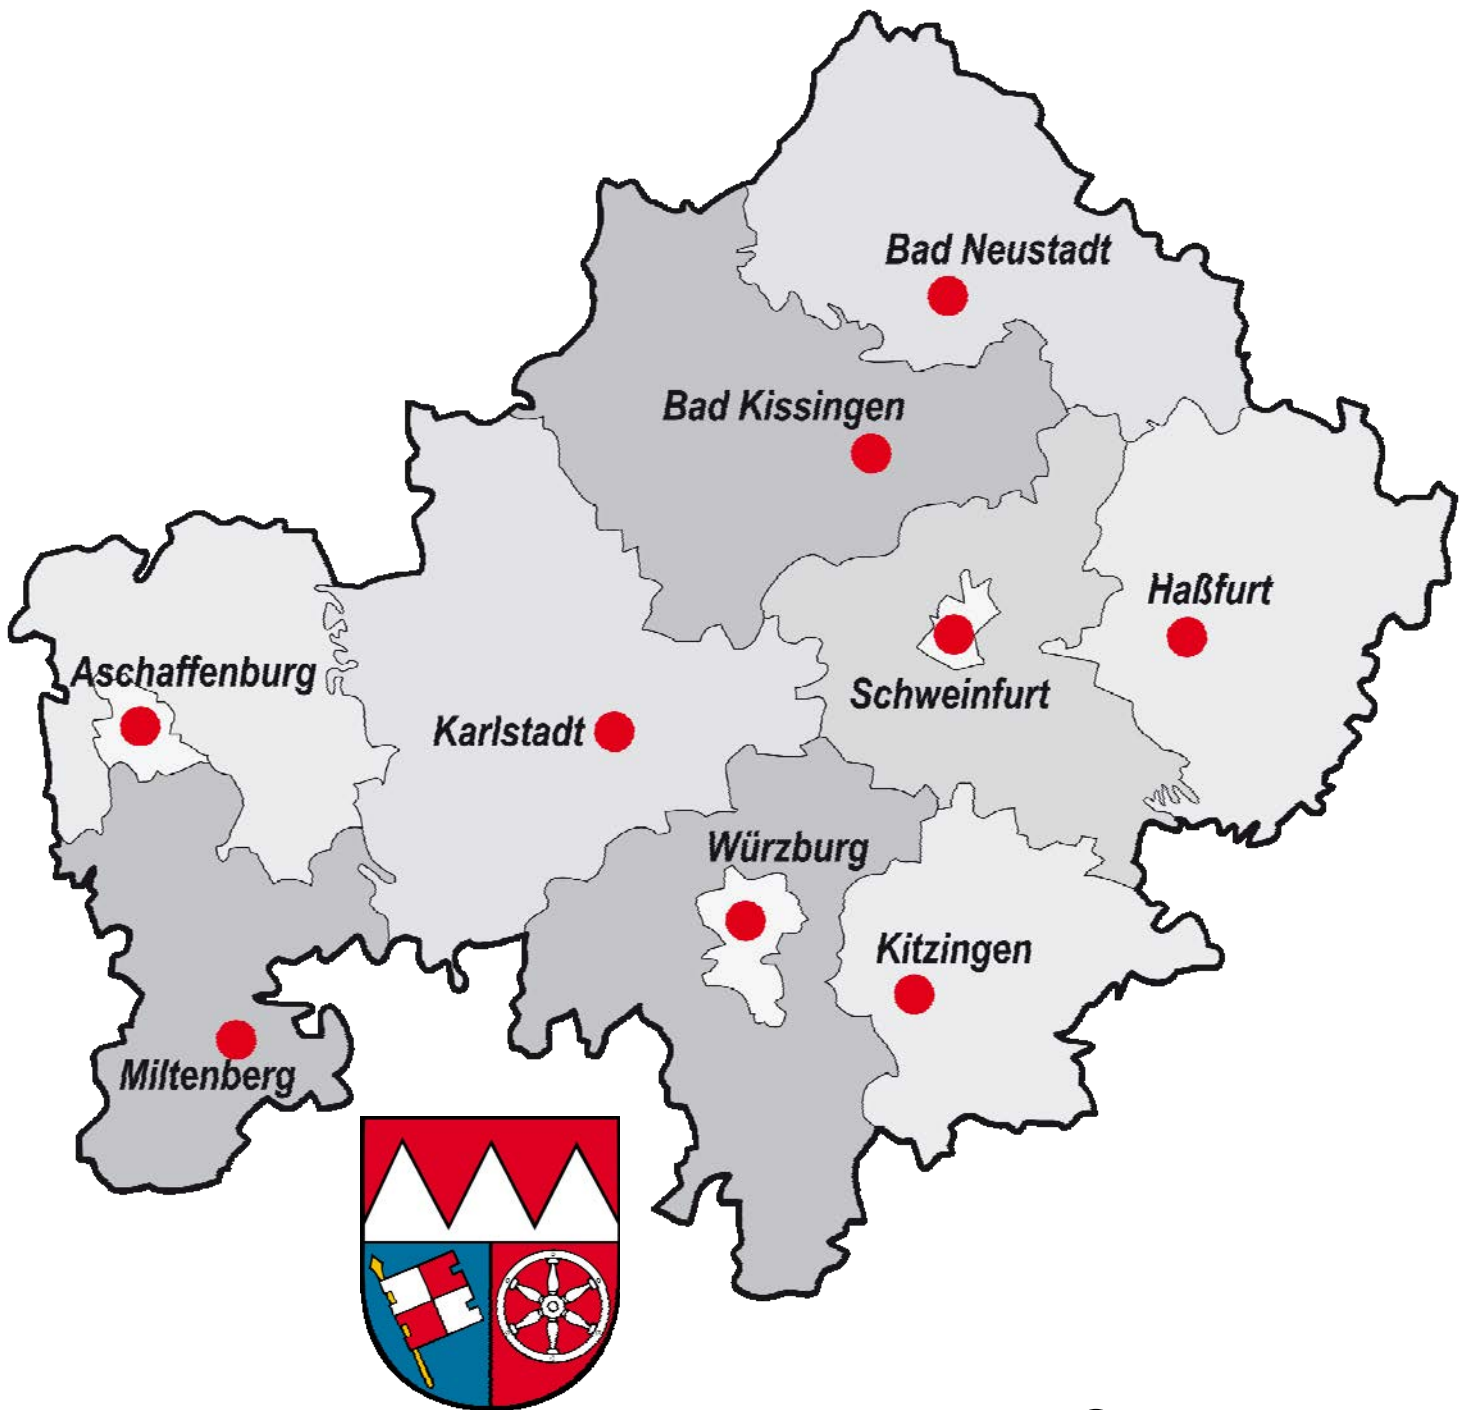 Bad Neustadt
Bad Kissingen
Haßfurt
Aschaffenburg
Schweinfurt
Karlstadt
Würzburg
Kitzingen
Miltenberg